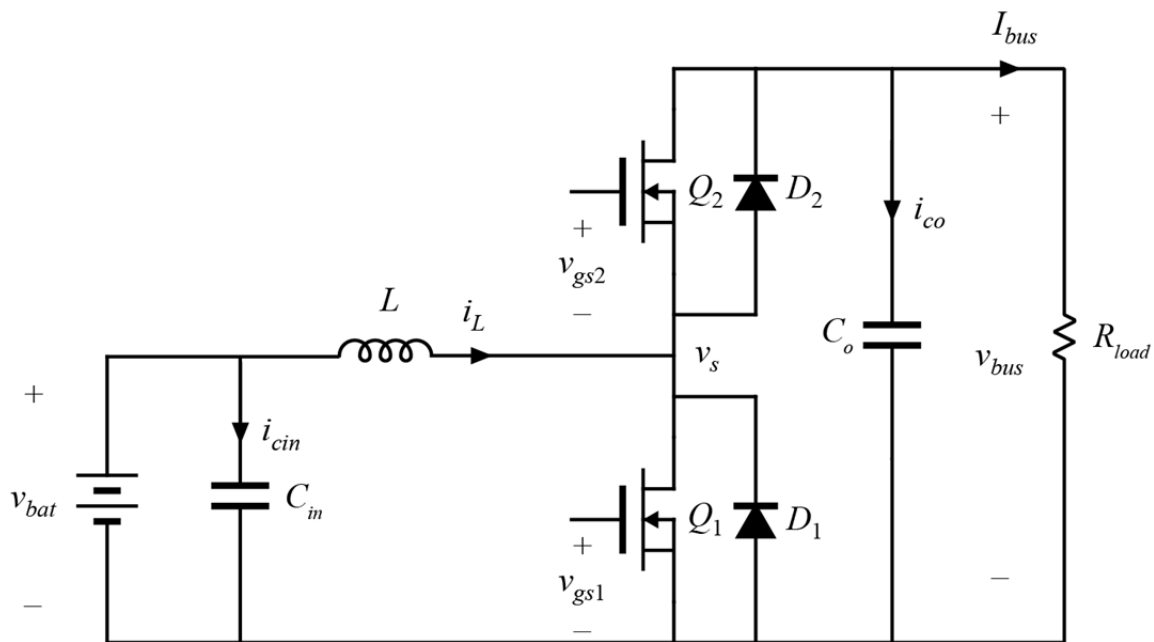 I_bus
+
Q_2
D_2
i_co
+
v_gs2
−
L
i_L
C_o
v_bus
R_load
v_s
+
i_cin
v_bat
C_in
Q_1
D_1
+
v_gs1
−
−
−